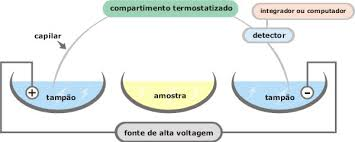 compartimento termostatizado
integrador ou computador
detector
capilar
+
tampão
amostra
tampão
-
fonte de alta voltagem